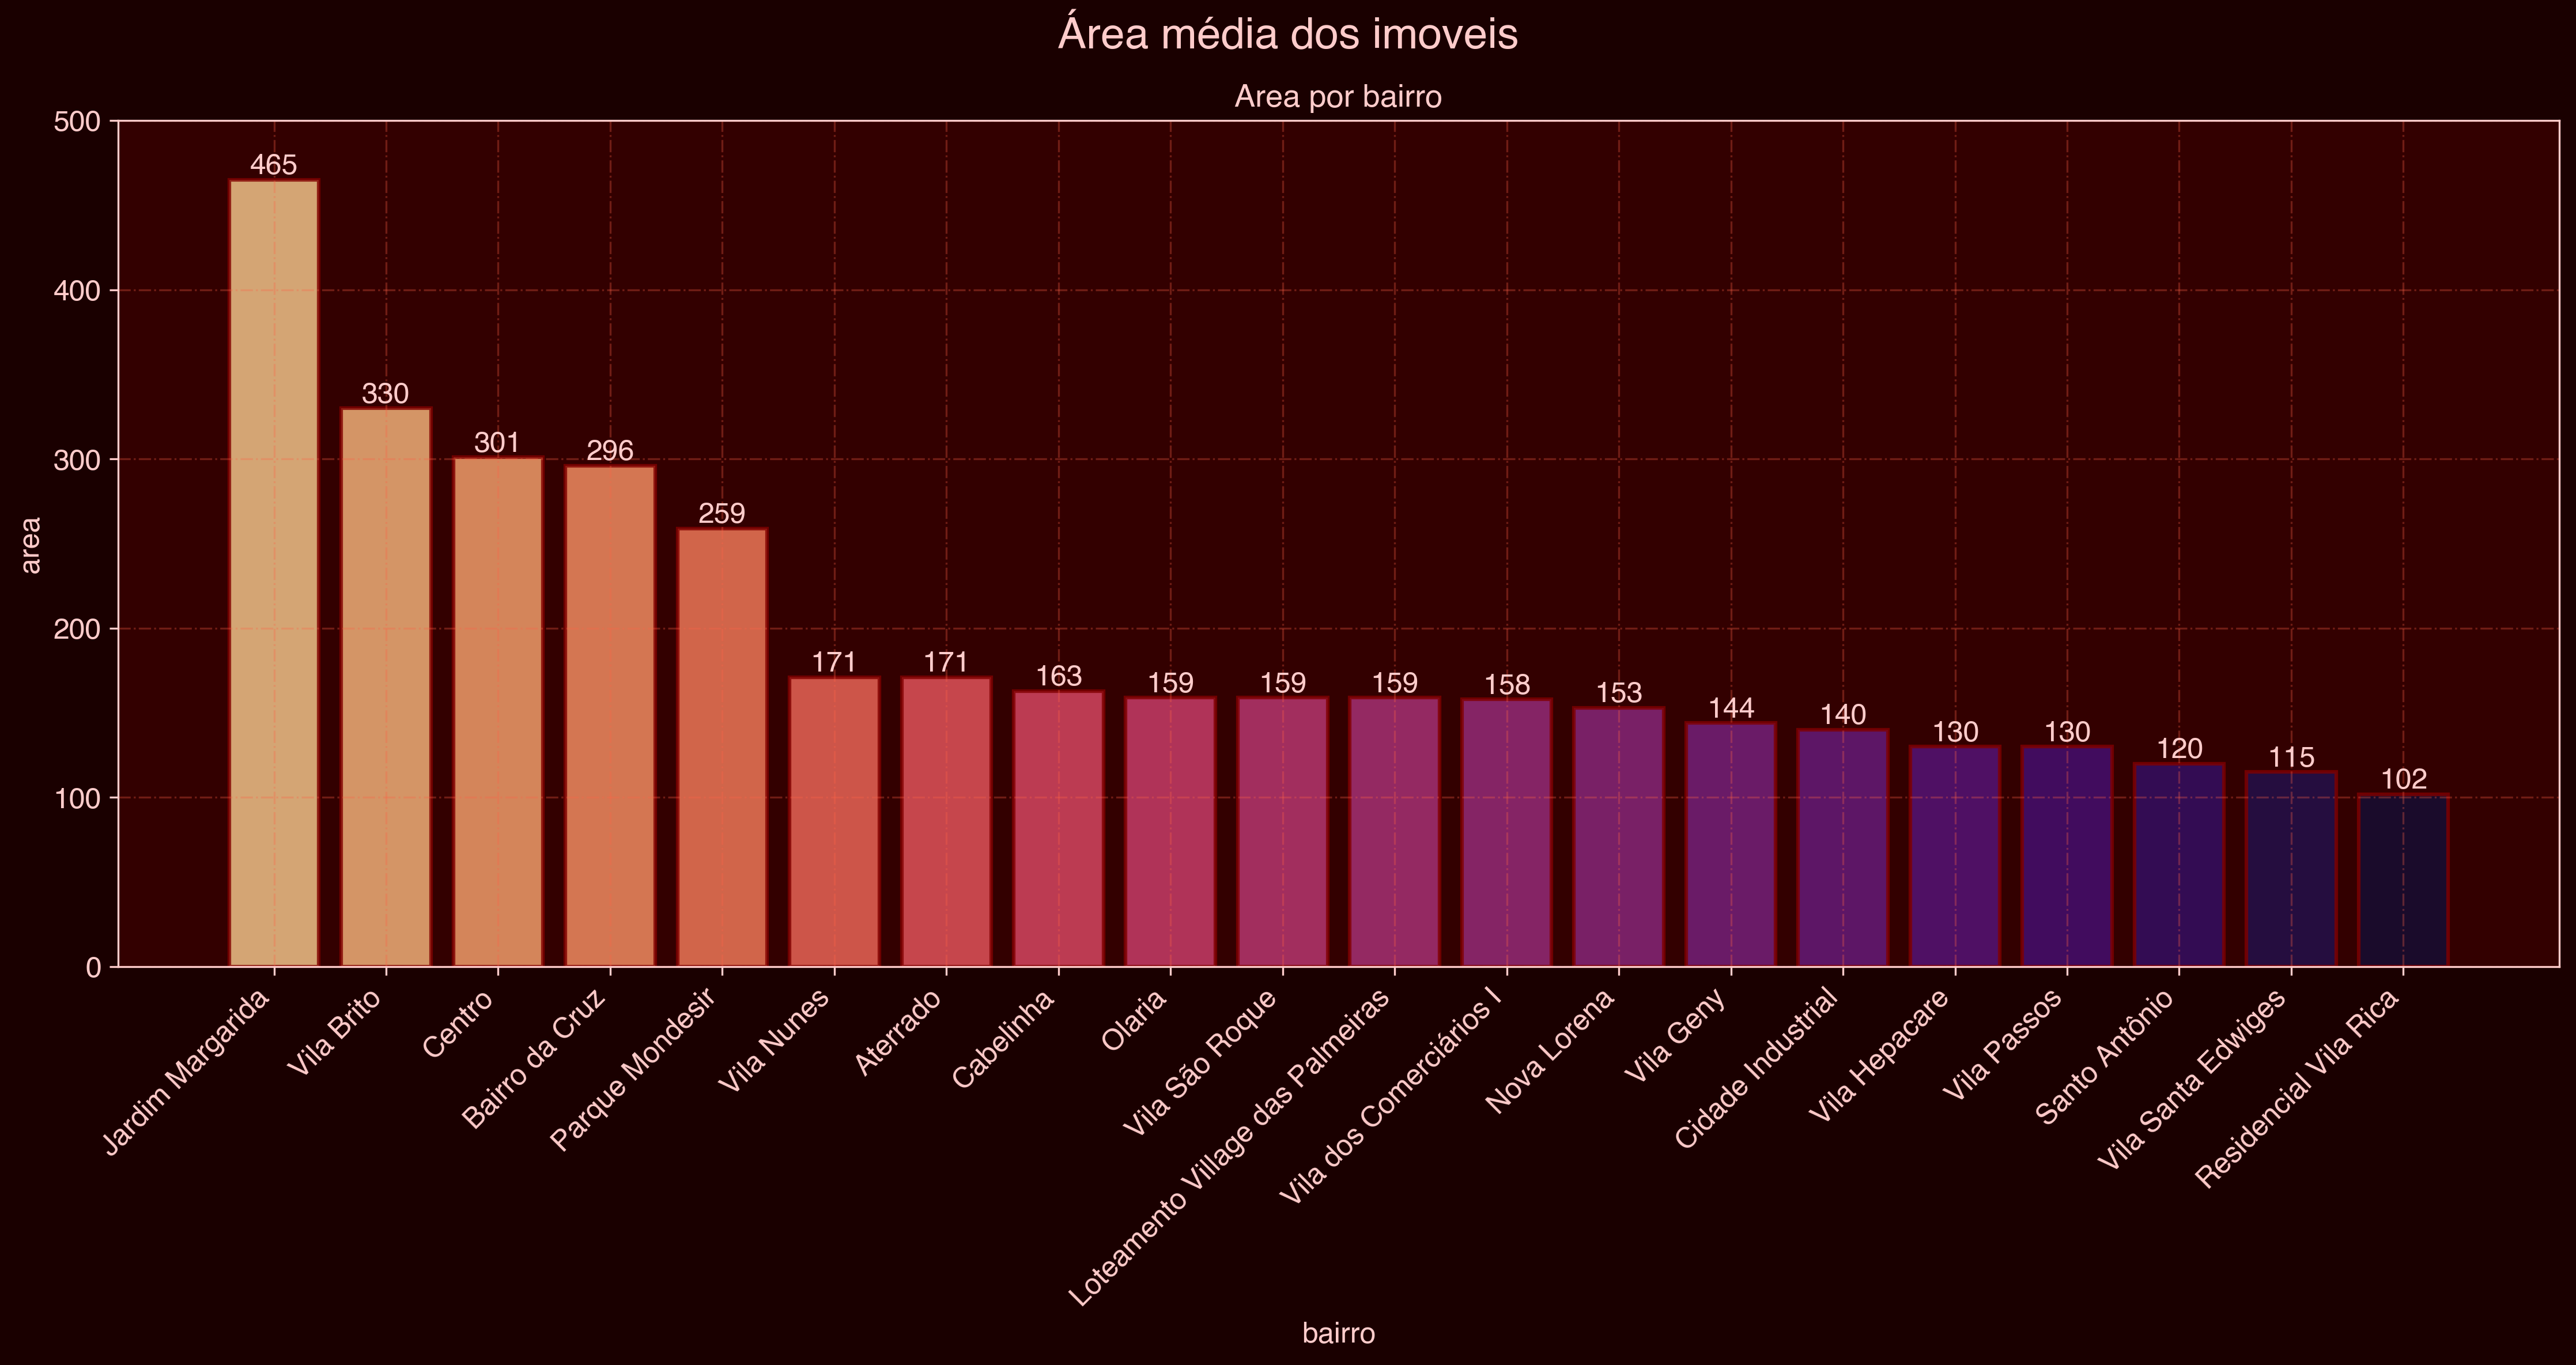 Área média dos imoveis
Area por bairro
500
400
300
200
100
0
area
465
330
301
296
259
171
171
163
159
159
159
158
153
144
140
130
130
120
115
102
Jardim Margarida
Vila Brito
Centro
Bairro da Cruz
Parque Mondesir
Vila Nunes
Aterrado
Cabelinha
Olaria
Vila São Roque
Loteamento Village das Palmeiras
Vila dos Comerciários I
Nova Lorena
Vila Geny
Cidade Industrial
Vila Hepacare
Vila Passos
Santo Antônio
Vila Santa Edwiges
Residencial Vila Rica
bairro